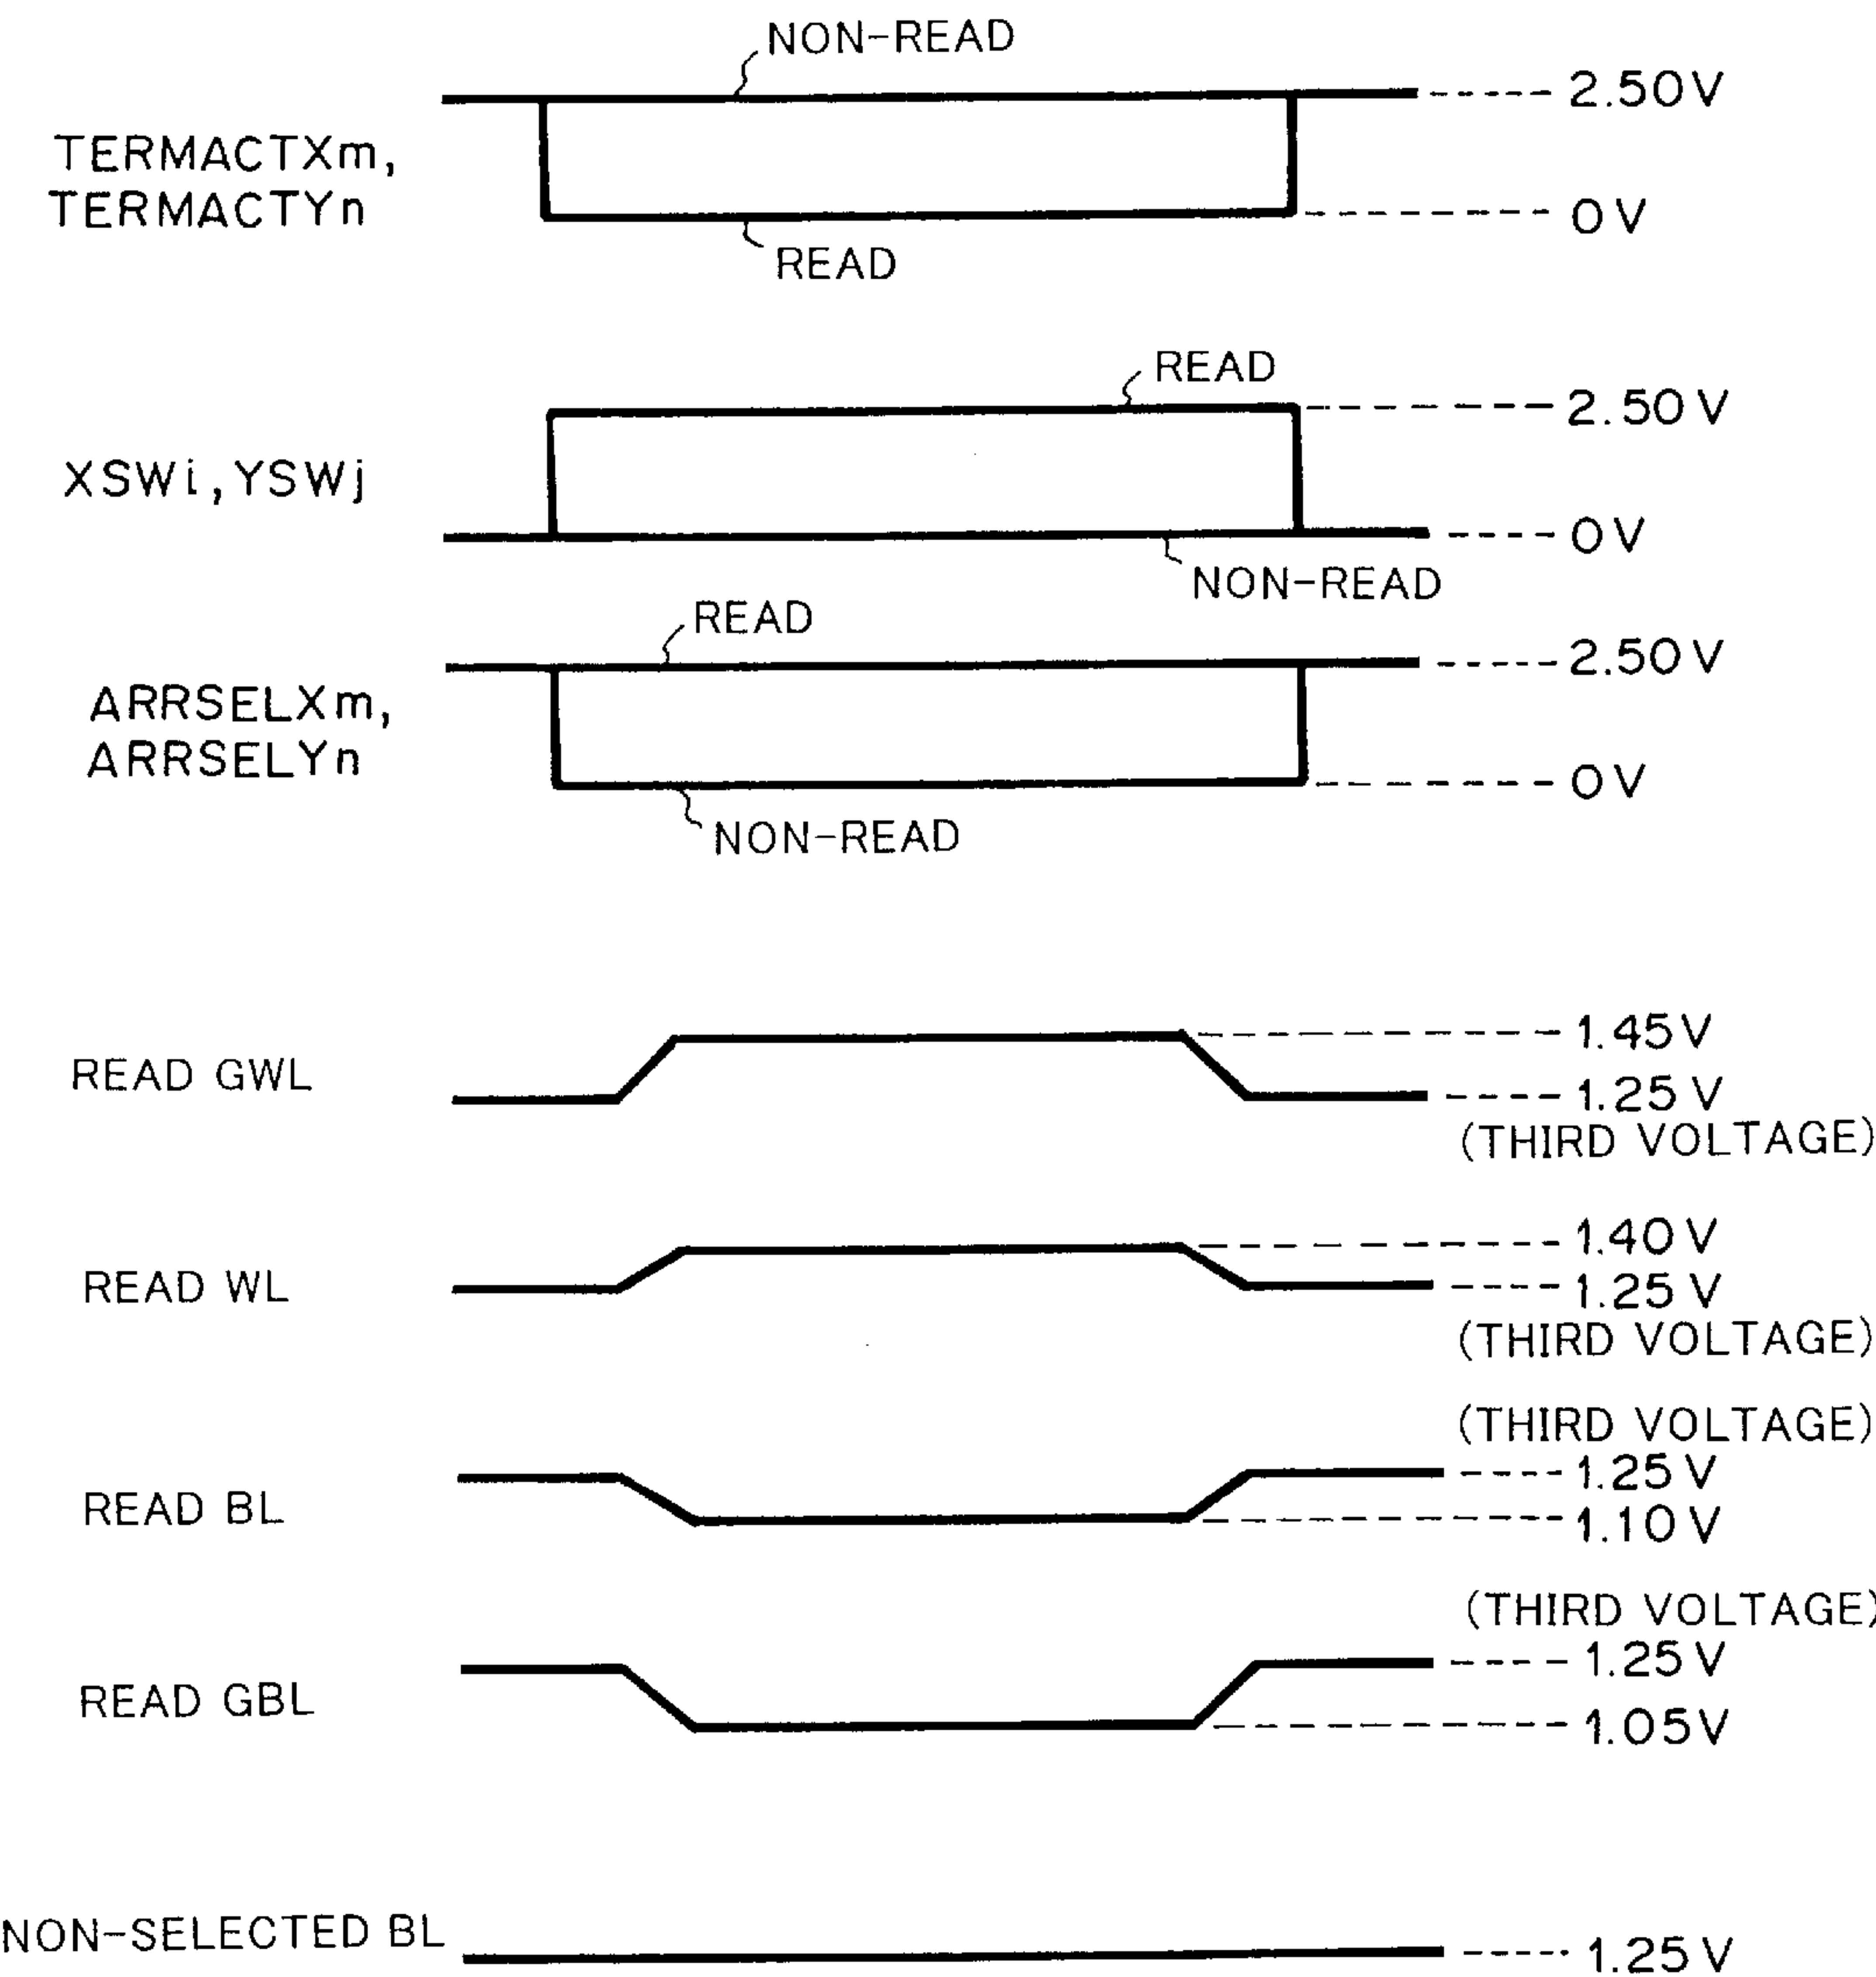 NON-READ
2.50V
TERMACTXm,
TERMACTYn
0V
READ
READ
2.50V
XSWi,YSWj
0V
NON-READ
READ
2.50V
ARRSELXm,
ARRSELYn
0V
NON-READ
1.45V
READ GWL
1.25V
(THIRD VOLTAGE)
1.40V
READ WL
1.25V
(THIRD VOLTAGE)
(THIRD VOLTAGE)
1.25V
READ BL
1.10V
(THIRD VOLTAGE)
1.25V
READ GBL
1.05V
NON-SELECTED BL
1.25V